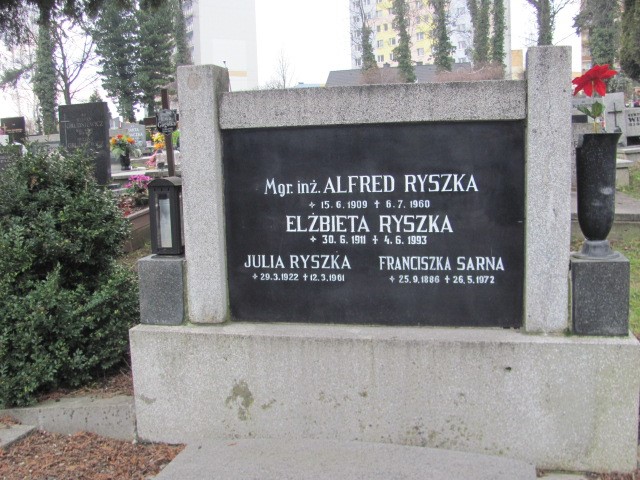 Mgr. inż. ALFRED RYSZKA
+ 15.6.1909 + 6.7.1960
ELŻBIETA RYSZKA
+ 30.6.1911 + 4.6.1993
JULIA RYSZKA FRANCISZKA SARNA
+ 29.3.1922 + 12.3.1961 + 25.9.1886 + 26.5.1972